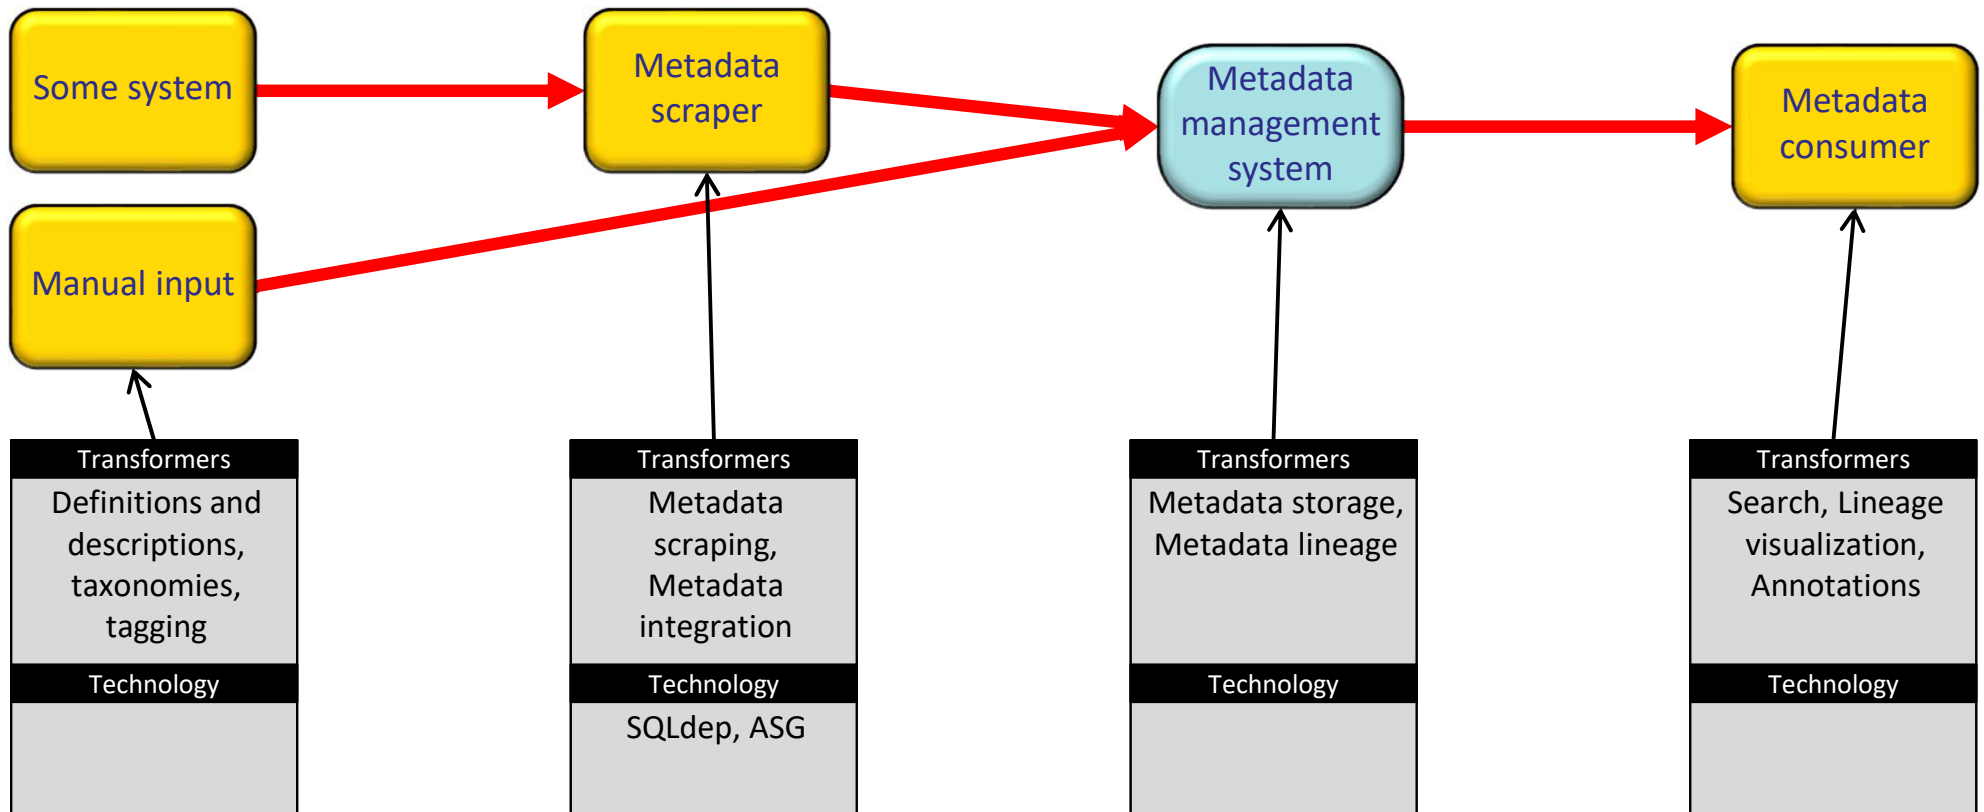 Some system
Metadata
scraper
Metadata
management
system
Metadata
consumer
Manual input
Transformers
Definitions and
descriptions,
taxonomies,
tagging
Technology
Transformers
Metadata
scraping,
Metadata
integration
Technology
SQLdep, ASG
Transformers
Metadata storage,
Metadata lineage
Technology
Transformers
Search, Lineage
visualization,
Annotations
Technology